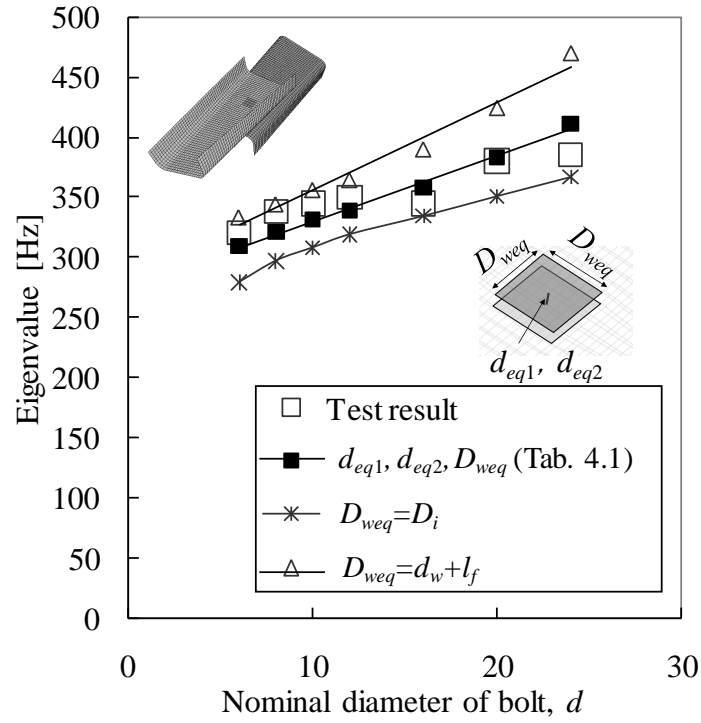 500
450
400
350
300
250
200
150
100
50
0
Eigenvalue [Hz]
D_weq D_weq
d_eq1, d_eq2
Test result
d_eq1, d_eq2, D_weq (Tab. 4.1)
D_weq=D_i
D_weq=d_w+l_f
0 10 20 30
Nominal diameter of bolt, d